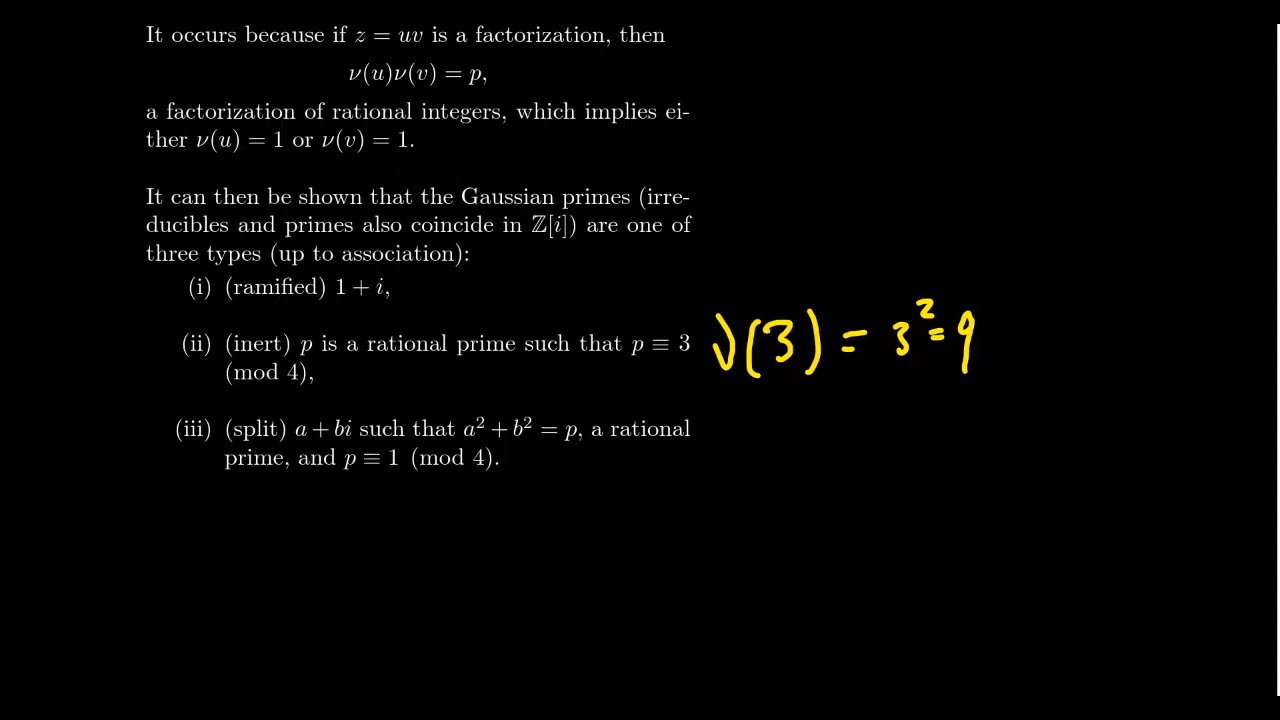 It occurs because if z = uv is a factorization, then
ν(u)ν(v) = p,
a factorization of rational integers, which implies ei-
ther ν(u) = 1 or ν(v) = 1.
It can then be shown that the Gaussian primes (irre-
ducibles and primes also coincide in ℤ[i]) are one of
three types (up to association):
(i) (ramified) 1 + i,
(ii) (inert) p is a rational prime such that p ≡ 3
(mod 4),
ν(3) = 3² = 9
(iii) (split) a + bi such that a² + b² = p, a rational
prime, and p ≡ 1 (mod 4).